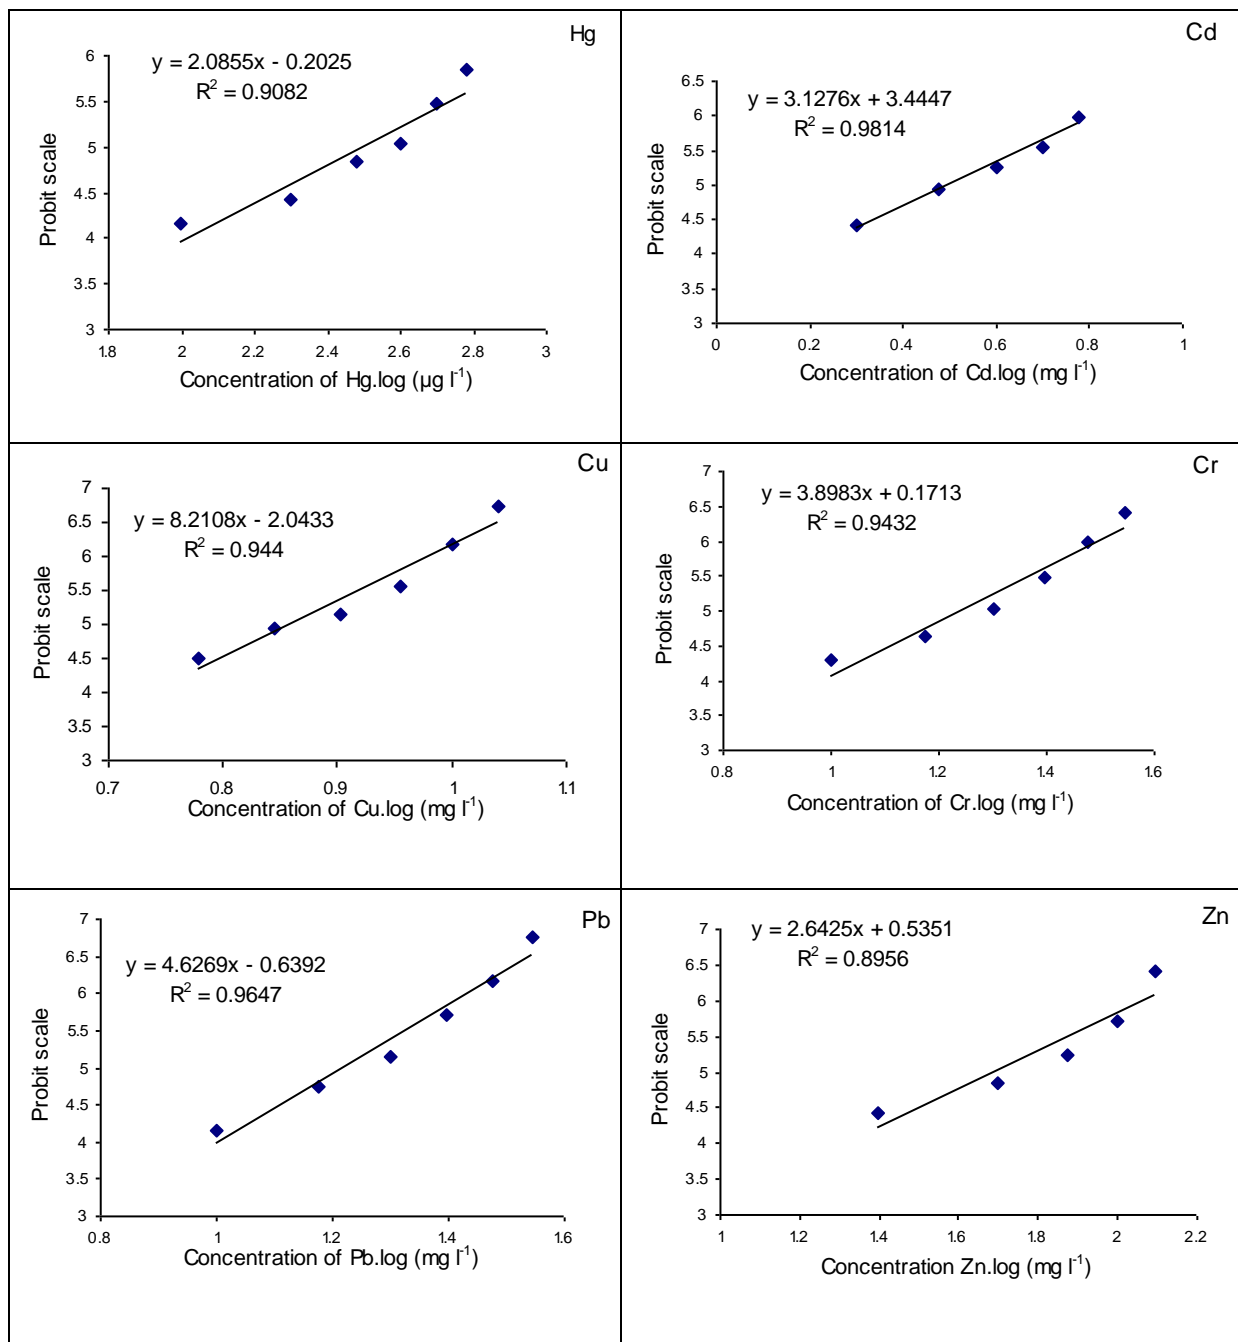 Hg
y = 2.0855x - 0.2025
R² = 0.9082
Probit scale
6
5.5
5
4.5
4
3.5
3
1.8 2 2.2 2.4 2.6 2.8 3
Concentration of Hg.log (µg l⁻¹)
Cd
y = 3.1276x + 3.4447
R² = 0.9814
Probit scale
6.5
6
5.5
5
4.5
4
3.5
3
0 0.2 0.4 0.6 0.8 1
Concentration of Cd.log (mg l⁻¹)
Cu
y = 8.2108x - 2.0433
R² = 0.944
Probit scale
7
6.5
6
5.5
5
4.5
4
3.5
3
0.7 0.8 0.9 1 1.1
Concentration of Cu.log (mg l⁻¹)
Cr
y = 3.8983x + 0.1713
R² = 0.9432
Probit scale
7
6.5
6
5.5
5
4.5
4
3.5
3
0.8 1 1.2 1.4 1.6
Concentration of Cr.log (mg l⁻¹)
Pb
y = 4.6269x - 0.6392
R² = 0.9647
Probit scale
7
6.5
6
5.5
5
4.5
4
3.5
3
0.8 1 1.2 1.4 1.6
Concentration of Pb.log (mg l⁻¹)
Zn
y = 2.6425x + 0.5351
R² = 0.8956
Probit scale
7
6.5
6
5.5
5
4.5
4
3.5
3
1 1.2 1.4 1.6 1.8 2 2.2
Concentration Zn.log (mg l⁻¹)